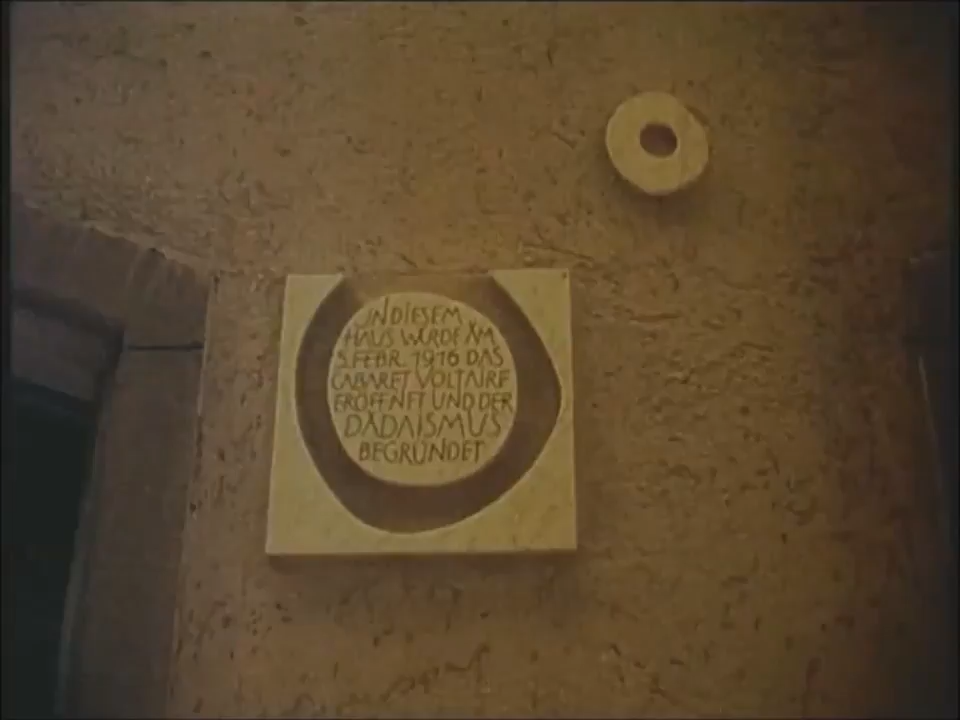 IN DIESEM
HAUS WURDE AM
5. FEBR. 1916 DAS
CABARET VOLTAIRE
ERÖFFNET UND DER
DADAISMUS
BEGRÜNDET